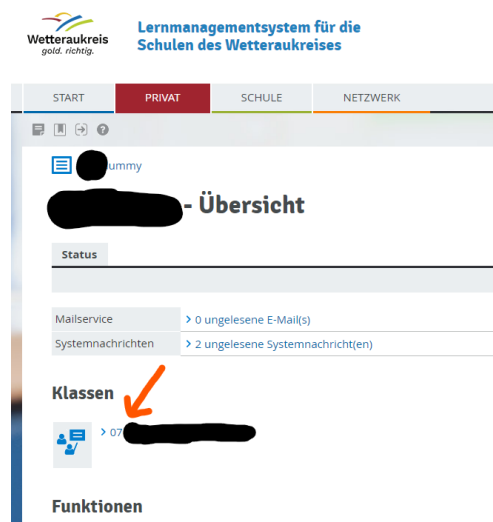 Wetteraukreis
gold. richtig.
Lernmanagementsystem für die
Schulen des Wetteraukreises
START PRIVAT SCHULE NETZWERK
ummy
- Übersicht
Status
Mailservice > 0 ungelesene E-Mail(s)
Systemnachrichten > 2 ungelesene Systemnachricht(en)
Klassen
> 07
Funktionen